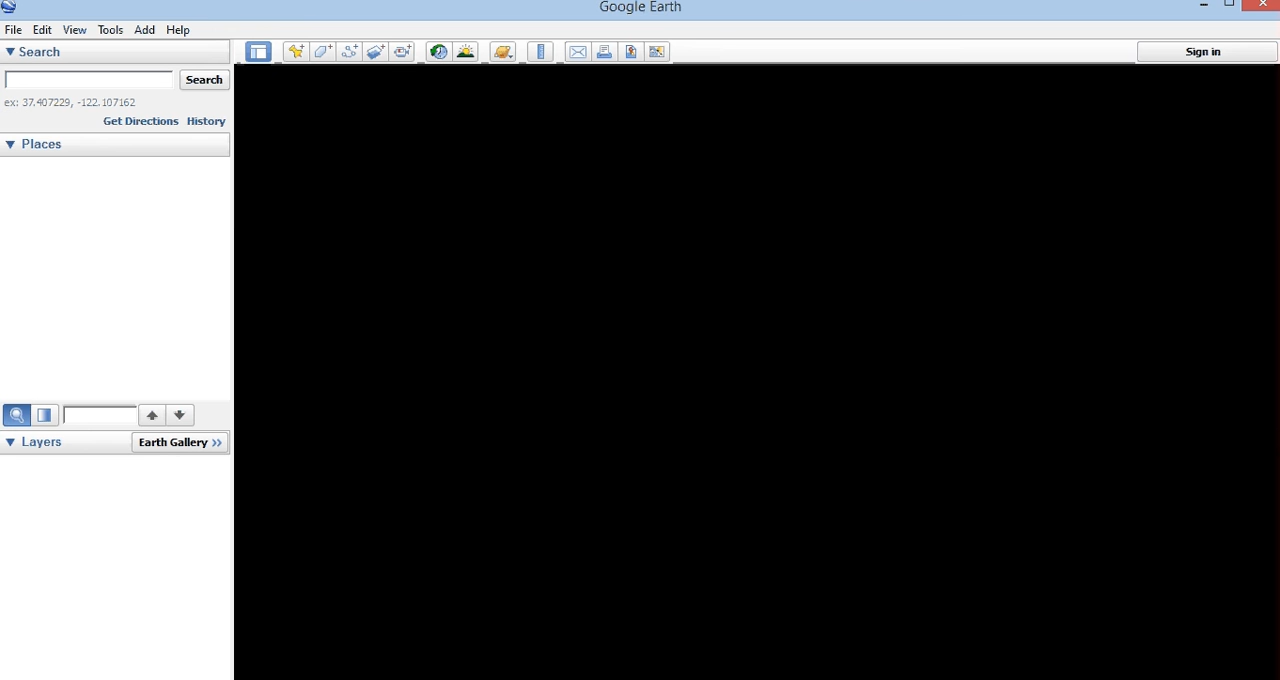 Google Earth
File Edit View Tools Add Help
Search
Sign in
Search
ex: 37.407229, -122.107162
Get Directions History
Places
Layers
Earth Gallery >>